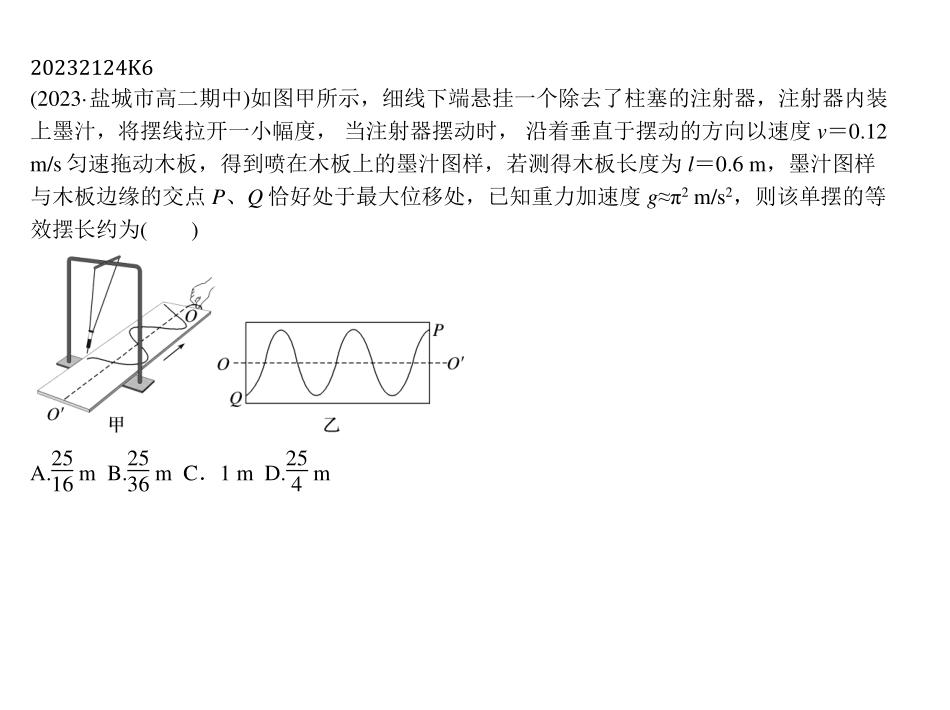 20232124K6
(2023·盐城市高二期中)如图甲所示，细线下端悬挂一个除去了柱塞的注射器，注射器内装
上墨汁，将摆线拉开一小幅度， 当注射器摆动时， 沿着垂直于摆动的方向以速度 v＝0.12
m/s 匀速拖动木板，得到喷在木板上的墨汁图样，若测得木板长度为 l＝0.6 m，墨汁图样
与木板边缘的交点 P、Q 恰好处于最大位移处，已知重力加速度 g≈π² m/s²，则该单摆的等
效摆长约为(　　)
O
O′
甲
P
O
O′
Q
乙
A.25/16 m B.25/36 m C．1 m D.25/4 m